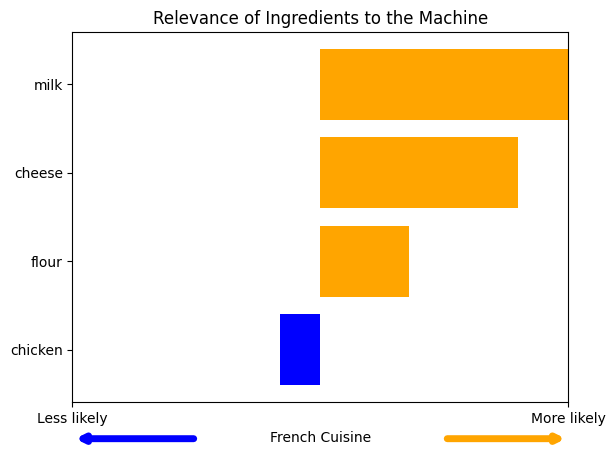 Relevance of Ingredients to the Machine
milk
cheese
flour
chicken
Less likely
More likely
French Cuisine